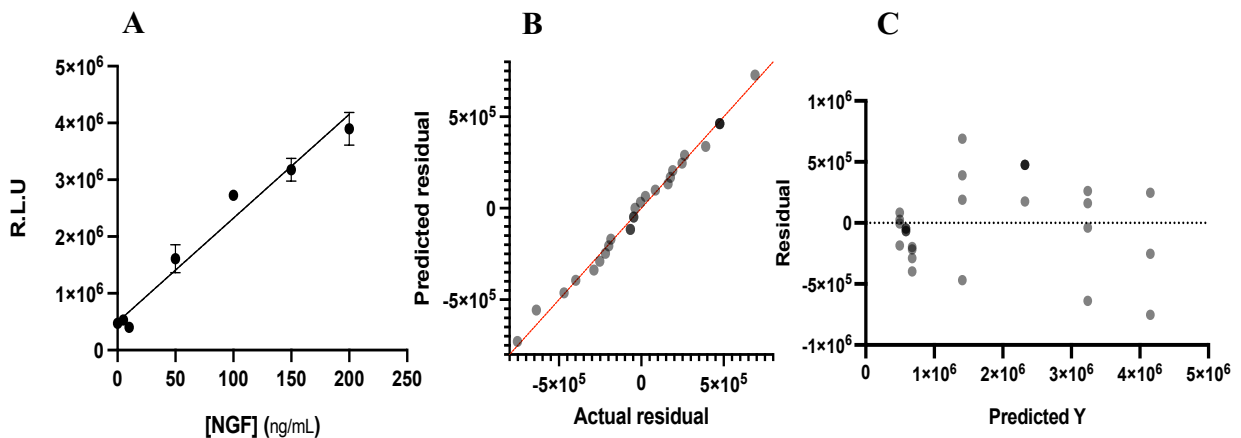 A
R.L.U
5×10⁶
4×10⁶
3×10⁶
2×10⁶
1×10⁶
0
0 50 100 150 200 250
[NGF] (ng/mL)
B
Predicted residual
5×10⁵
0
-5×10⁵
-5×10⁵ 0 5×10⁵
Actual residual
C
Residual
1×10⁶
5×10⁵
0
-5×10⁵
-1×10⁶
0 1×10⁶ 2×10⁶ 3×10⁶ 4×10⁶ 5×10⁶
Predicted Y